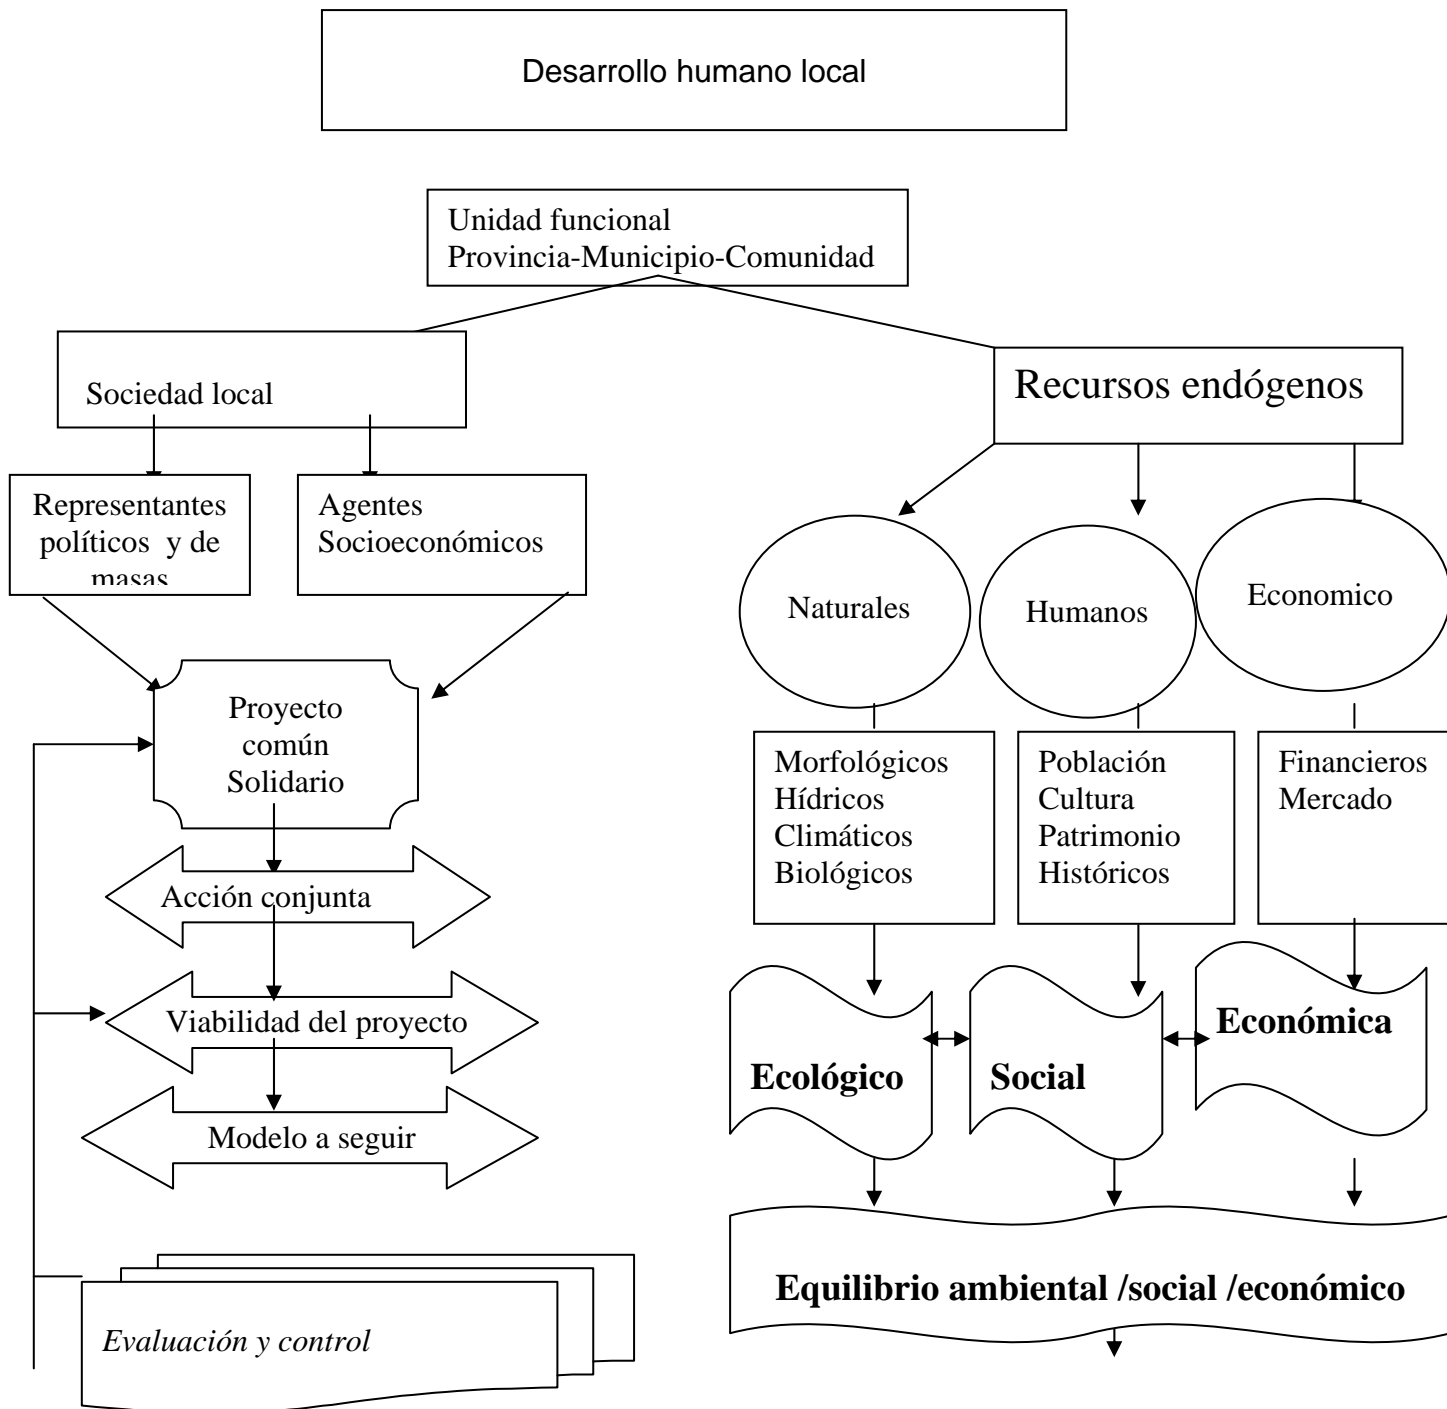 Desarrollo humano local
Unidad funcional
Provincia-Municipio-Comunidad
Sociedad local
Recursos endógenos
Representantes
políticos y de
masas
Agentes
Socioeconómicos
Naturales
Humanos
Economico
Proyecto
común
Solidario
Morfológicos
Hídricos
Climáticos
Biológicos
Población
Cultura
Patrimonio
Históricos
Financieros
Mercado
Acción conjunta
Viabilidad del proyecto
Modelo a seguir
Ecológico
Social
Económica
Equilibrio ambiental /social /económico
Evaluación y control